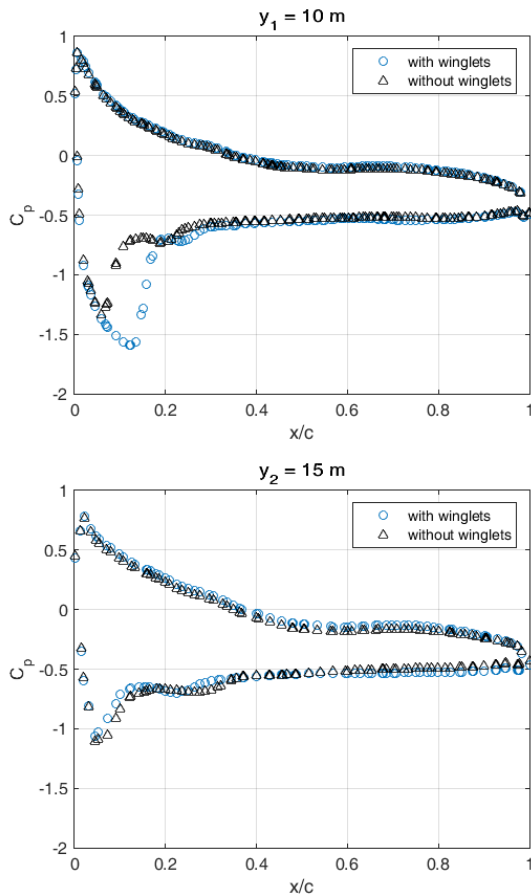 y₁ = 10 m
with winglets
without winglets
1
0.5
0
-0.5
-1
-1.5
-2
Cₚ
0 0.2 0.4 0.6 0.8 1
x/c
y₂ = 15 m
with winglets
without winglets
1
0.5
0
-0.5
-1
-1.5
-2
Cₚ
0 0.2 0.4 0.6 0.8 1
x/c